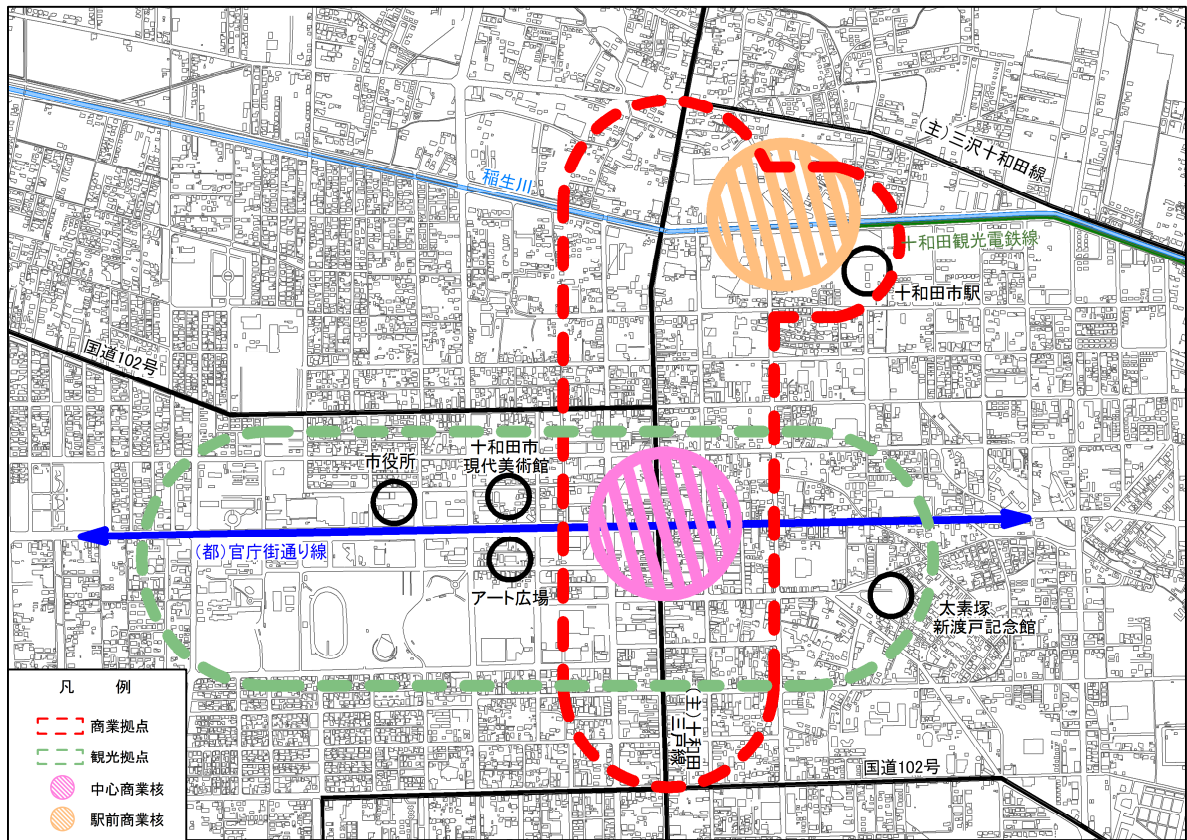 (主)三沢十和田線
稲生川
十和田観光電鉄線
十和田市駅
国道102号
市役所
十和田市
現代美術館
(都)官庁街通り線
アート広場
太素塚
新渡戸記念館
(主)十和田
三戸線
国道102号
凡 例
商業拠点
観光拠点
中心商業核
駅前商業核